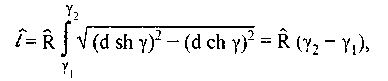 l̂ = R̂ ∫_{γ₁}^{γ₂} √(d sh γ)² − (d ch γ)² = R̂ (γ₂ − γ₁),